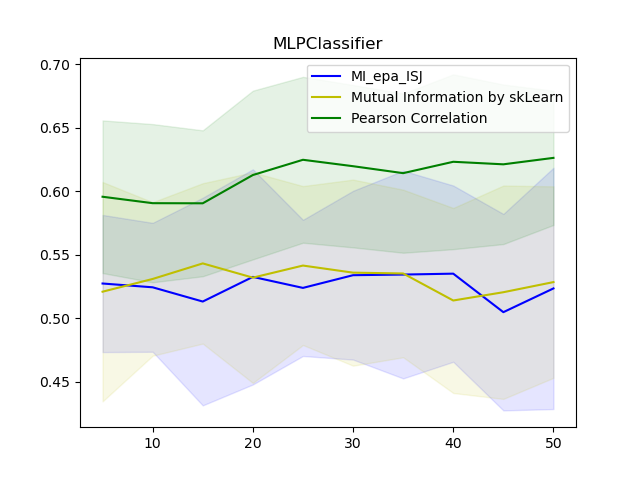 MLPClassifier
MI_epa_ISJ
Mutual Information by skLearn
Pearson Correlation
0.70
0.65
0.60
0.55
0.50
0.45
10 20 30 40 50